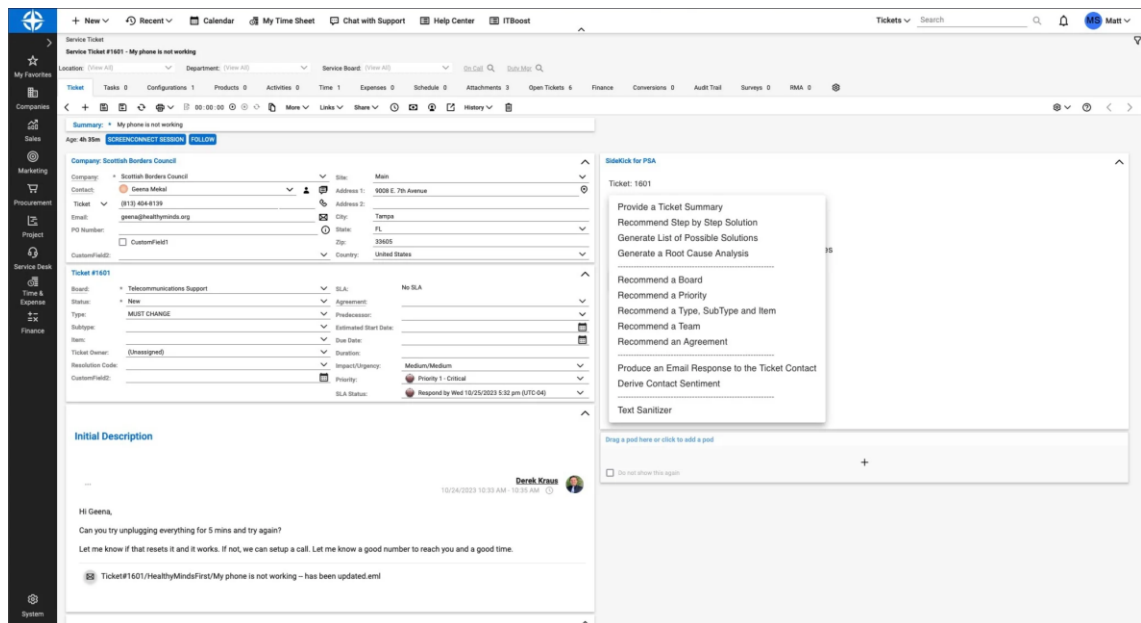 + New Recent Calendar My Time Sheet Chat with Support Help Center ITBoost Tickets Search MS Matt
Service Ticket
Service Ticket #1601 - My phone is not working
Location: (View All) Department: (View All) Service Board: (View All) On Call Duty Mgr
My Favorites
Companies
Sales
Marketing
Procurement
Project
Service Desk
Time &
Expense
Finance
System
Ticket Tasks 0 Configurations 1 Products 0 Activities 0 Time 1 Expenses 0 Schedule 0 Attachments 3 Open Tickets 6 Finance Conversions 0 Audit Trail Surveys 0 RMA 0
00:00:00 More Links Share History
Summary: * My phone is not working
Age: 4h 35m SCREENCONNECT SESSION FOLLOW
Company: Scottish Borders Council
Company: * Scottish Borders Council
Contact: Geena Mekal
Ticket (813) 404-8139
Email: geena@healthyminds.org
PO Number:
CustomField1
CustomField2:
Site: Main
Address 1: 9008 E. 7th Avenue
Address 2:
City: Tampa
State: FL
Zip: 33605
Country: United States
Ticket #1601
Board: * Telecommunications Support
Status: * New
Type: MUST CHANGE
Subtype:
Item:
Ticket Owner: (Unassigned)
Resolution Code:
CustomField2:
SLA: No SLA
Agreement:
Predecessor:
Estimated Start Date:
Due Date:
Duration:
Impact/Urgency: Medium/Medium
Priority: Priority 1 - Critical
SLA Status: Respond by Wed 10/25/2023 5:32 pm (UTC-04)
Initial Description
Derek Kraus
10/24/2023 10:33 AM - 10:35 AM
Hi Geena,
Can you try unplugging everything for 5 mins and try again?
Let me know if that resets it and it works. If not, we can setup a call. Let me know a good number to reach you and a good time.
Ticket#1601/HealthyMindsFirst/My phone is not working – has been updated.eml
SideKick for PSA
Ticket: 1601
Provide a Ticket Summary
Recommend Step by Step Solution
Generate List of Possible Solutions
Generate a Root Cause Analysis
Recommend a Board
Recommend a Priority
Recommend a Type, SubType and Item
Recommend a Team
Recommend an Agreement
Produce an Email Response to the Ticket Contact
Derive Contact Sentiment
Text Sanitizer
es
Drag a pod here or click to add a pod
+
Do not show this again